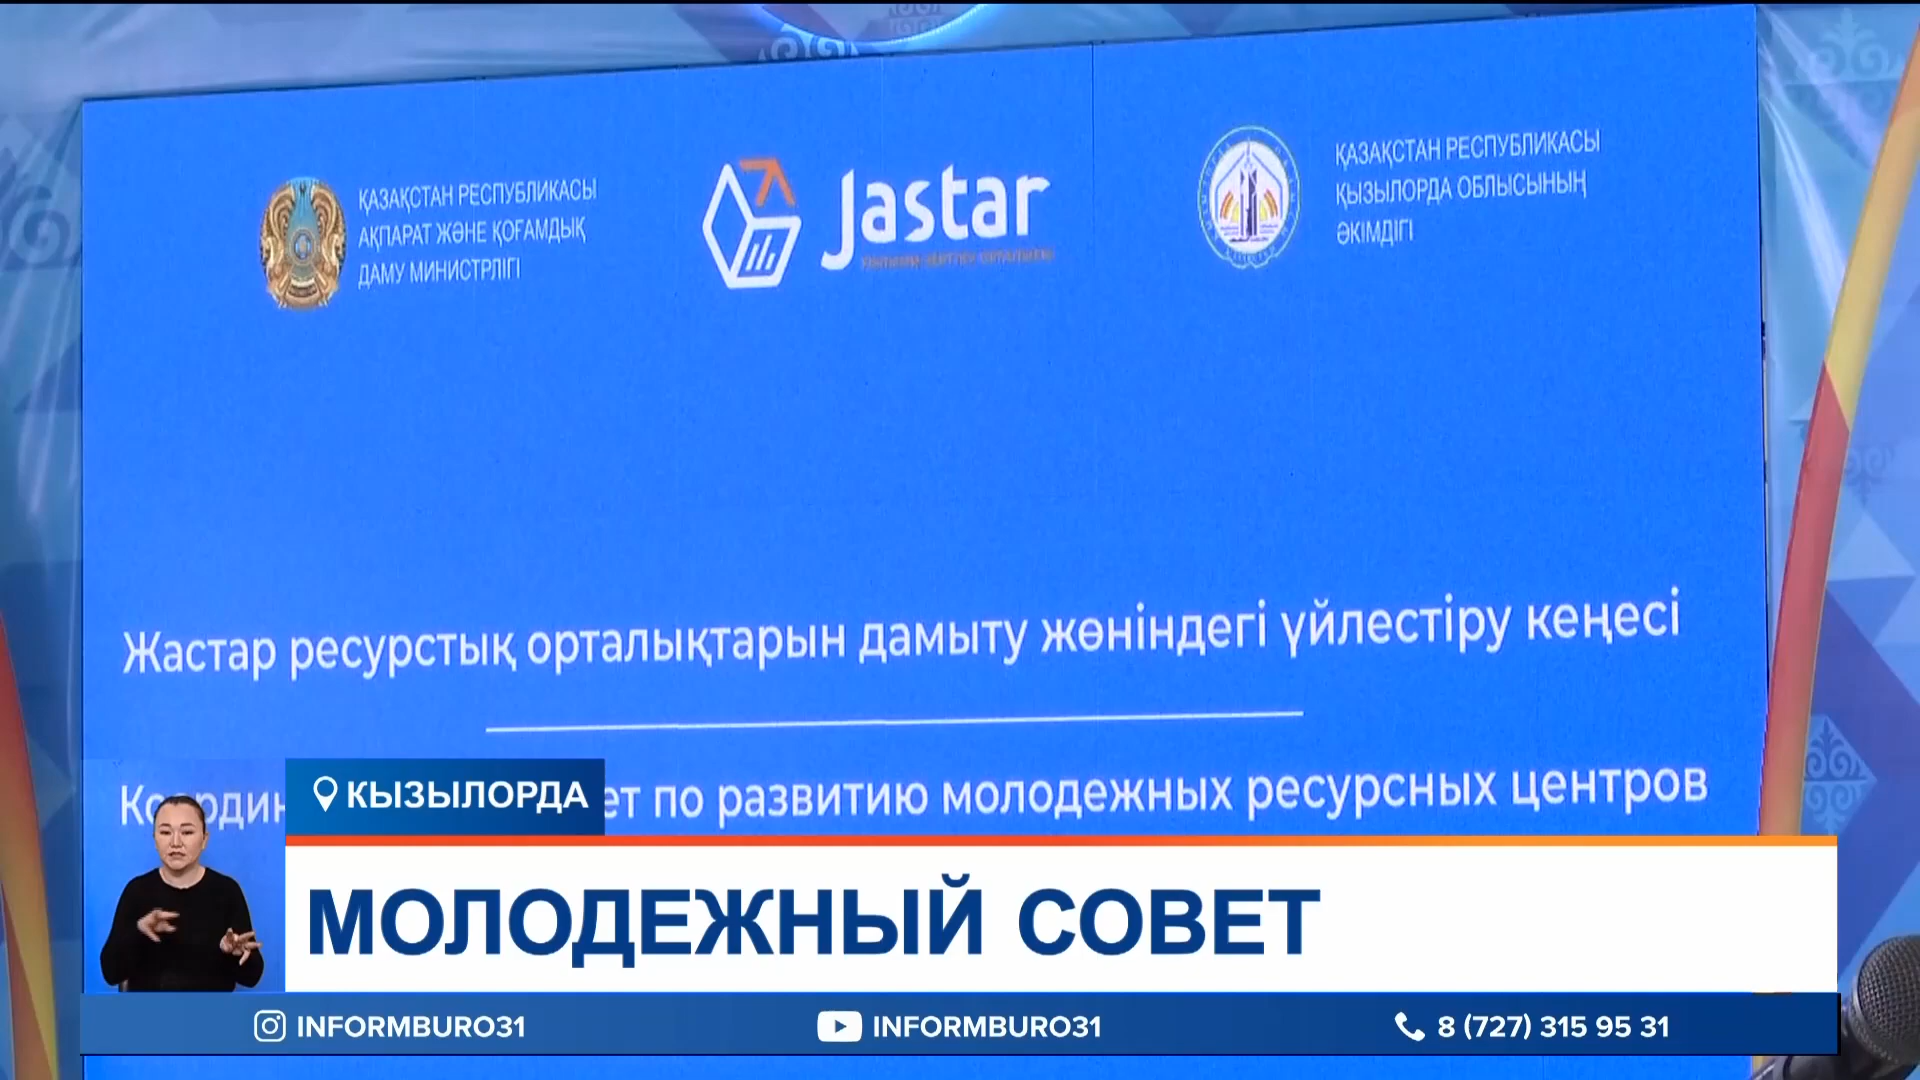 ҚАЗАҚСТАН РЕСПУБЛИКАСЫ
АҚПАРАТ ЖӘНЕ ҚОҒАМДЫҚ
ДАМУ МИНИСТРЛІГІ
Jastar
ҚАЗАҚСТАН РЕСПУБЛИКАСЫ
ҚЫЗЫЛОРДА ОБЛЫСЫНЫҢ
ӘКІМДІГІ
Жастар ресурстық орталықтарын дамыту жөніндегі үйлестіру кеңесі
по развитию молодежных ресурсных центров
КЫЗЫЛОРДА
МОЛОДЕЖНЫЙ СОВЕТ
INFORMBURO31
INFORMBURO31
8 (727) 315 95 31